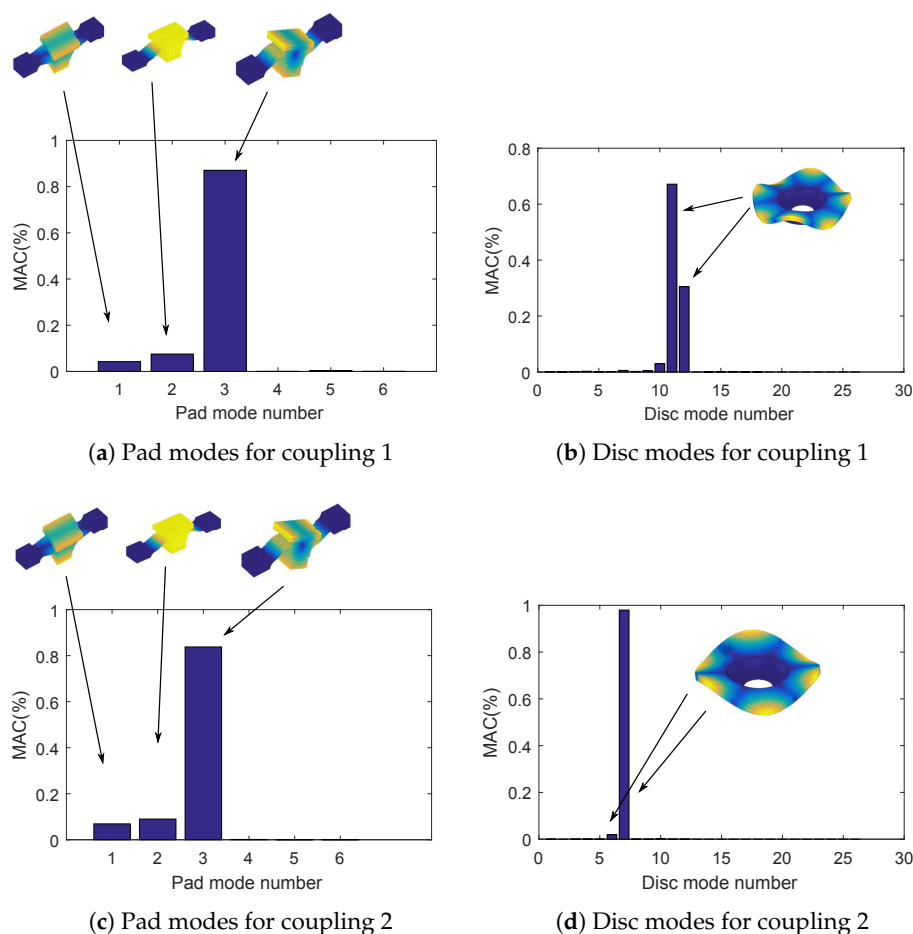 1
0.8
0.6
0.4
0.2
0
MAC(%)
1 2 3 4 5 6
Pad mode number
(a) Pad modes for coupling 1
0.8
0.6
0.4
0.2
0
MAC(%)
0 5 10 15 20 25 30
Disc mode number
(b) Disc modes for coupling 1
1
0.8
0.6
0.4
0.2
0
MAC(%)
1 2 3 4 5 6
Pad mode number
(c) Pad modes for coupling 2
1
0.8
0.6
0.4
0.2
0
MAC(%)
0 5 10 15 20 25 30
Disc mode number
(d) Disc modes for coupling 2